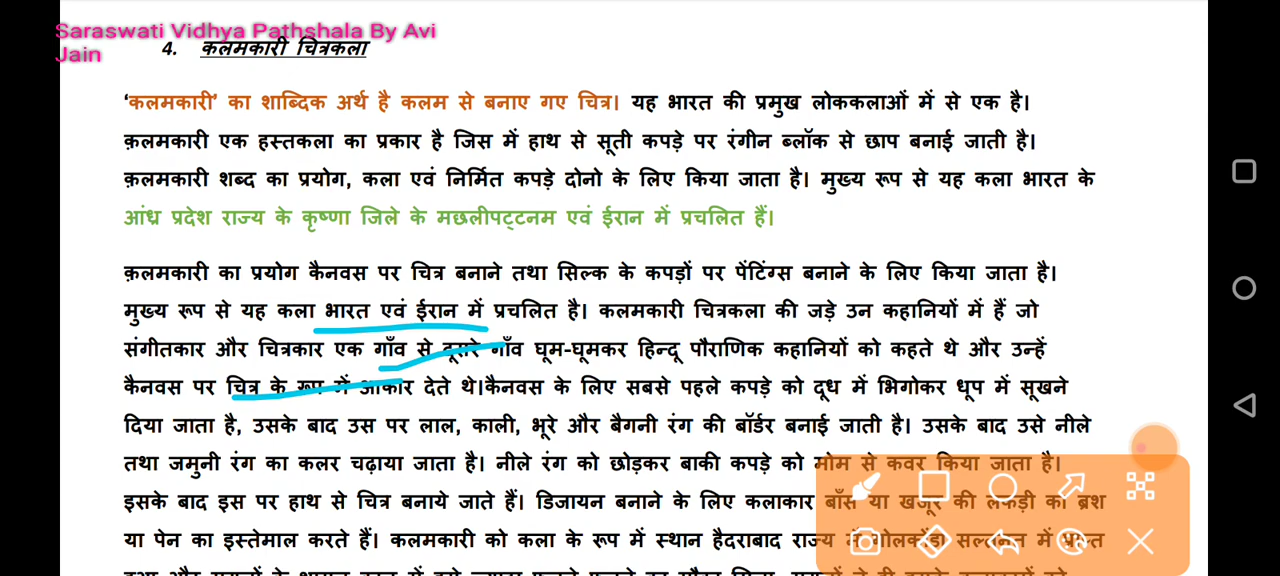 Saraswati Vidhya Pathshala By Avi
Jain
4. कलमकारी चित्रकला
‘कलमकारी’ का शाब्दिक अर्थ है कलम से बनाए गए चित्र। यह भारत की प्रमुख लोककलाओं में से एक है।
क़लमकारी एक हस्तकला का प्रकार है जिस में हाथ से सूती कपड़े पर रंगीन ब्लॉक से छाप बनाई जाती है।
क़लमकारी शब्द का प्रयोग, कला एवं निर्मित कपड़े दोनो के लिए किया जाता है। मुख्य रूप से यह कला भारत के
आंध्र प्रदेश राज्य के कृष्णा जिले के मछलीपट्टनम एवं ईरान में प्रचलित हैं।
क़लमकारी का प्रयोग कैनवस पर चित्र बनाने तथा सिल्क के कपड़ों पर पेंटिंग्स बनाने के लिए किया जाता है।
मुख्य रूप से यह कला भारत एवं ईरान में प्रचलित है। कलमकारी चित्रकला की जड़े उन कहानियों में हैं जो
संगीतकार और चित्रकार एक गाँव से दूसरे गाँव घूम-घूमकर हिन्दू पौराणिक कहानियों को कहते थे और उन्हें
कैनवस पर चित्र के रूप में आकार देते थे।कैनवस के लिए सबसे पहले कपड़े को दूध में भिगोकर धूप में सूखने
दिया जाता है, उसके बाद उस पर लाल, काली, भूरे और बैगनी रंग की बॉर्डर बनाई जाती है। उसके बाद उसे नीले
तथा जमुनी रंग का कलर चढ़ाया जाता है। नीले रंग को छोड़कर बाकी कपड़े को मोम से कवर किया जाता है।
इसके बाद इस पर हाथ से चित्र बनाये जाते हैं। डिजायन बनाने के लिए कलाकार बाँस या खजूर की लकड़ी का ब्रश
या पेन का इस्तेमाल करते हैं। कलमकारी को कला के रूप में स्थान हैदराबाद राज्य में गोलकोंडा सल्तनत में प्राप्त